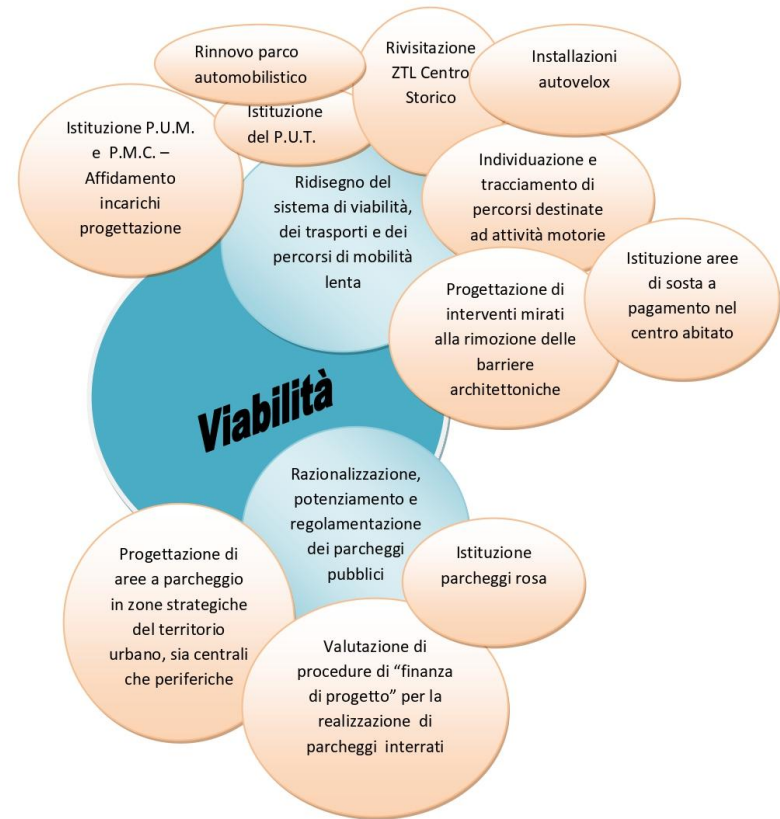 Rinnovo parco
automobilistico
Rivisitazione
ZTL Centro
Storico
Installazioni
autovelox
Istituzione P.U.M.
e P.M.C. –
Affidamento
incarichi
progettazione
Istituzione
del P.U.T.
Ridisegno del
sistema di viabilità,
dei trasporti e dei
percorsi di mobilità
lenta
Individuazione e
tracciamento di
percorsi destinate
ad attività motorie
Istituzione aree
di sosta a
pagamento nel
centro abitato
Progettazione di
interventi mirati
alla rimozione delle
barriere
architettoniche
Viabilità
Razionalizzazione,
potenziamento e
regolamentazione
dei parcheggi
pubblici
Istituzione
parcheggi rosa
Progettazione di
aree a parcheggio
in zone strategiche
del territorio
urbano, sia centrali
che periferiche
Valutazione di
procedure di “finanza
di progetto” per la
realizzazione di
parcheggi interrati